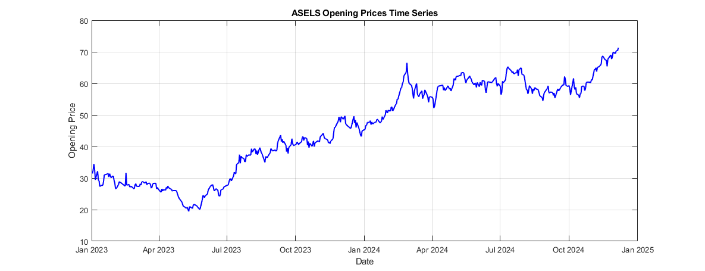 ASELS Opening Prices Time Series
80
70
60
50
40
30
20
10
Opening Price
Jan 2023 Apr 2023 Jul 2023 Oct 2023 Jan 2024 Apr 2024 Jul 2024 Oct 2024 Jan 2025
Date